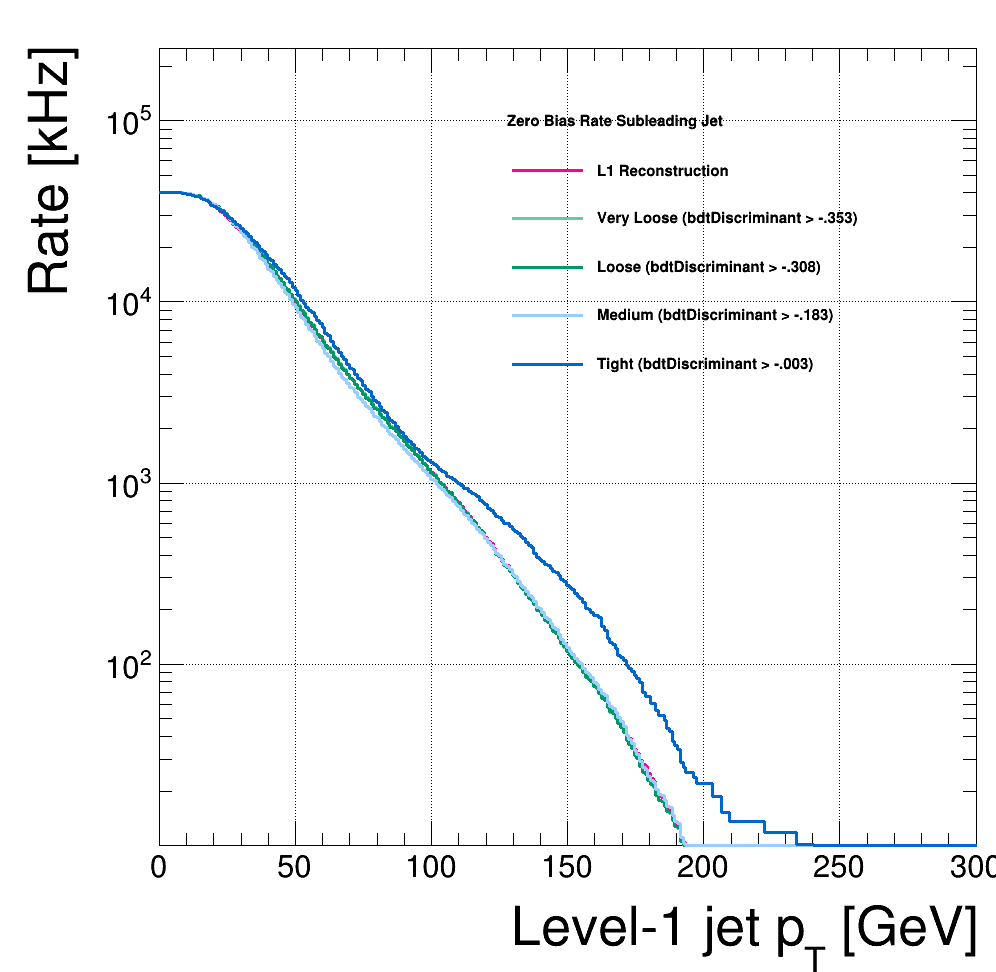 Rate [kHz]
10^5
10^4
10^3
10^2
Zero Bias Rate Subleading Jet
L1 Reconstruction
Very Loose (bdtDiscriminant > -.353)
Loose (bdtDiscriminant > -.308)
Medium (bdtDiscriminant > -.183)
Tight (bdtDiscriminant > -.003)
0 50 100 150 200 250 300
Level-1 jet p_T [GeV]